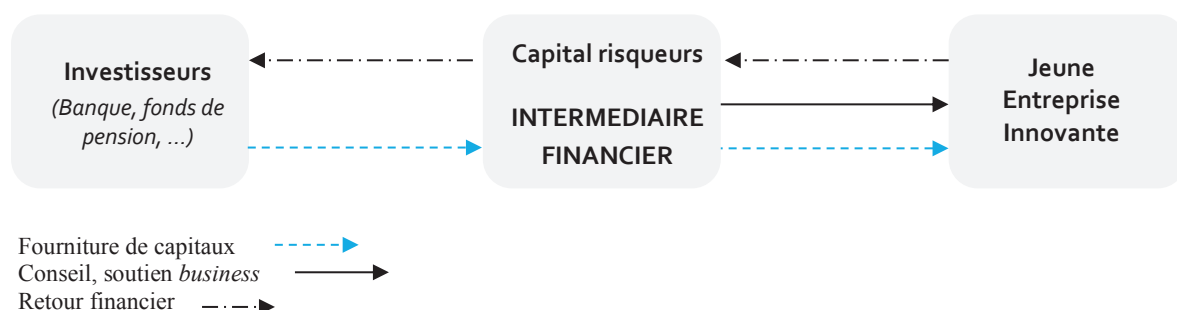 Investisseurs
(Banque, fonds de
pension, ...)
Capital risqueurs
INTERMEDIAIRE
FINANCIER
Jeune
Entreprise
Innovante
Fourniture de capitaux
Conseil, soutien business
Retour financier